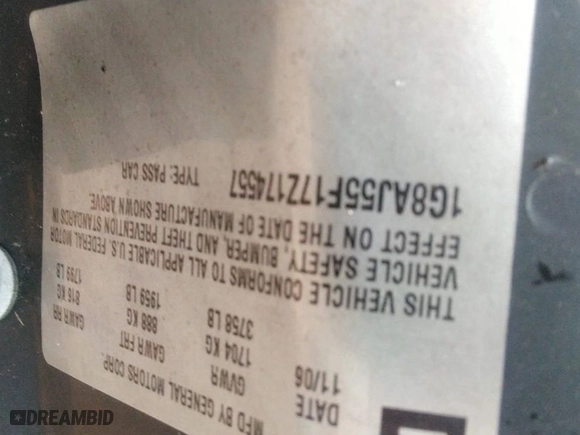 MFD BY GENERAL MOTORS CORP.
DATE GVWR GAWR FRT GAWR RR
11/06 1704 KG 888 KG 816 KG
3758 LB 1959 LB 1799 LB
THIS VEHICLE CONFORMS TO ALL APPLICABLE U.S. FEDERAL MOTOR
VEHICLE SAFETY, BUMPER, AND THEFT PREVENTION STANDARDS IN
EFFECT ON THE DATE OF MANUFACTURE SHOWN ABOVE.
1G8AJ55F17Z174557 TYPE: PASS CAR
DREAMBID